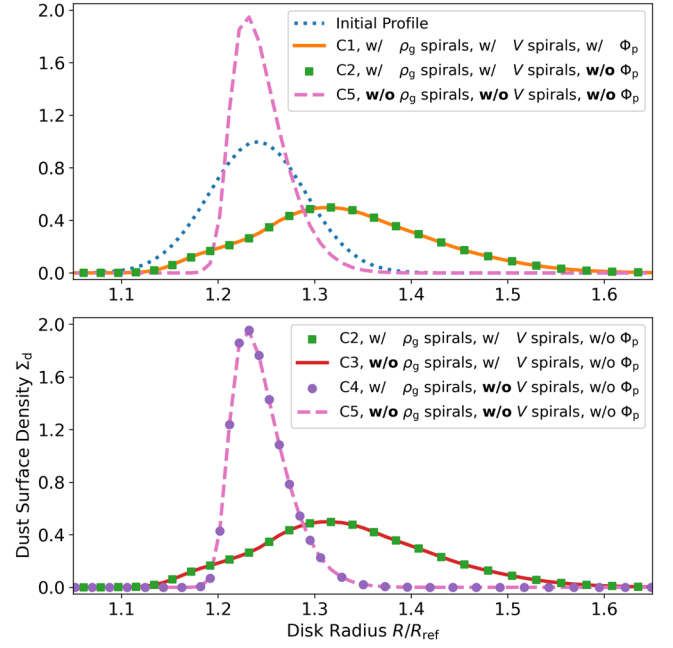 2.0
1.6
1.2
0.8
0.4
0.0
Initial Profile
C1, w/ ρg spirals, w/ V spirals, w/ Φp
C2, w/ ρg spirals, w/ V spirals, w/o Φp
C5, w/o ρg spirals, w/o V spirals, w/o Φp
1.1 1.2 1.3 1.4 1.5 1.6
Dust Surface Density Σd
2.0
1.6
1.2
0.8
0.4
0.0
C2, w/ ρg spirals, w/ V spirals, w/o Φp
C3, w/o ρg spirals, w/ V spirals, w/o Φp
C4, w/ ρg spirals, w/o V spirals, w/o Φp
C5, w/o ρg spirals, w/o V spirals, w/o Φp
1.1 1.2 1.3 1.4 1.5 1.6
Disk Radius R/Rref